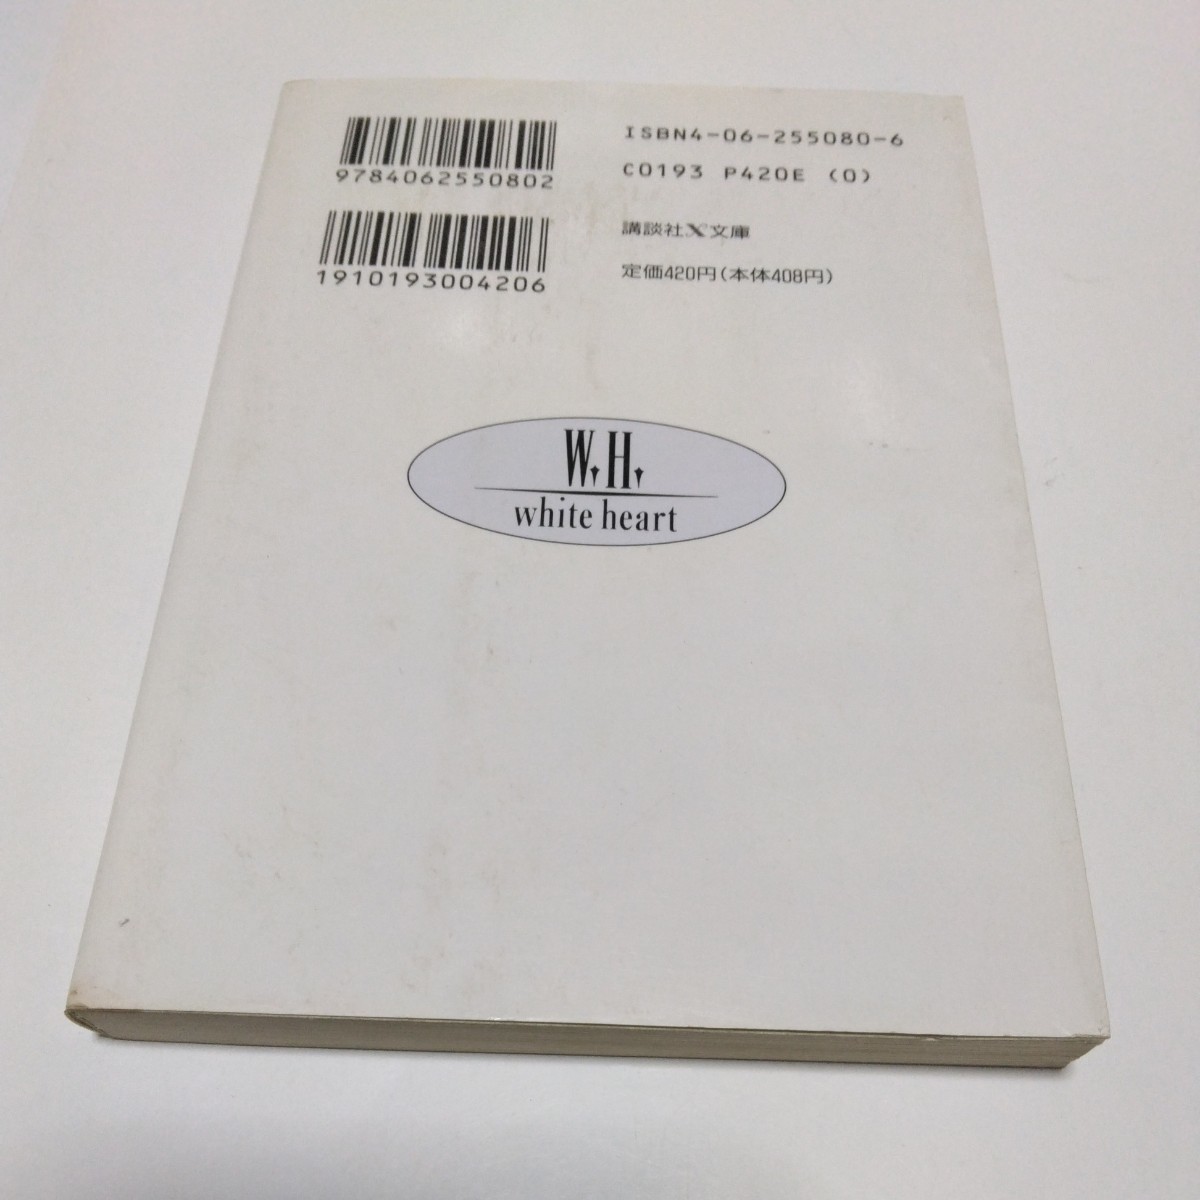 9784062550802
1910193004206
ISBN4-06-255080-6
C0193 P420E (0)
講談社X文庫
定価420円(本体408円)
W.H.
white heart